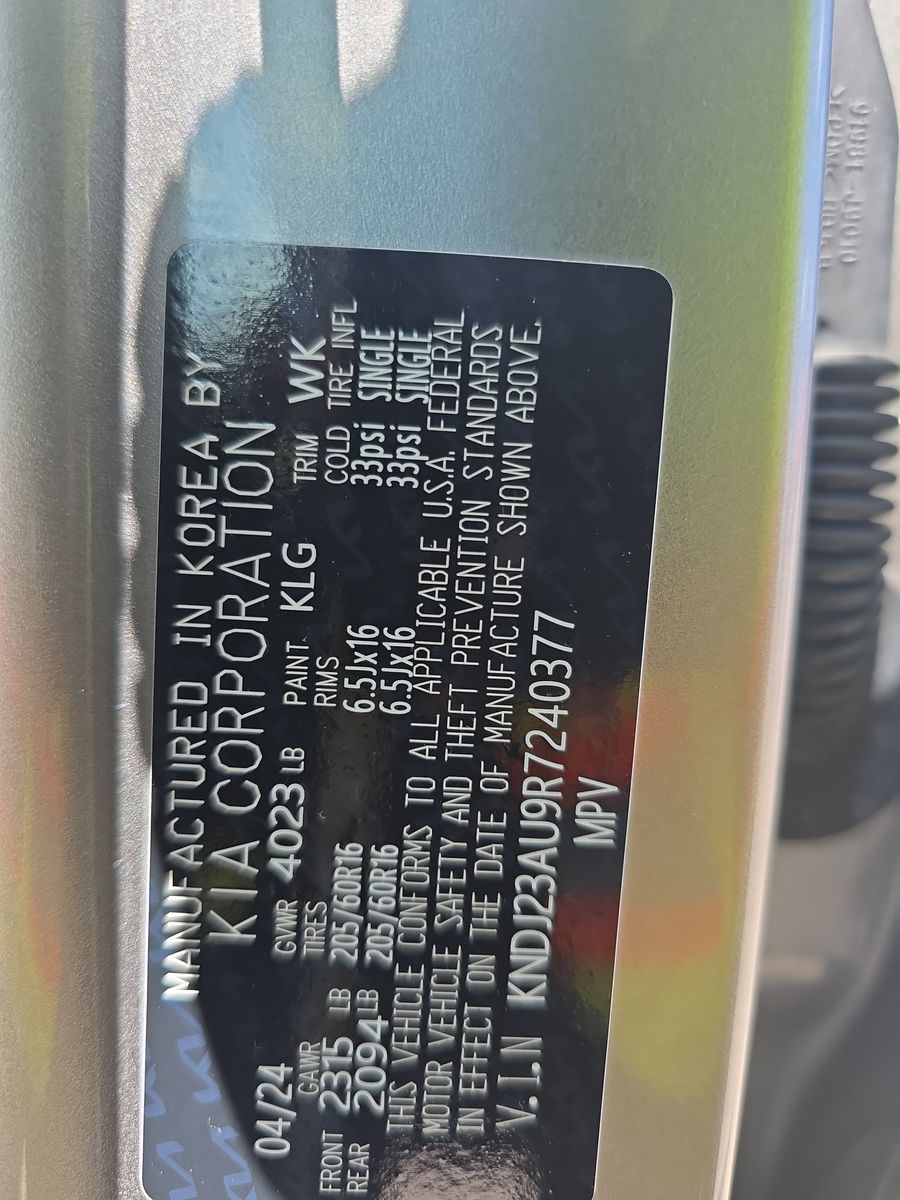 MANUFACTURED IN KOREA BY
KIA CORPORATION
04/24 GVWR 4023 LB PAINT KLG TRIM WK
GAWR TIRES RIMS COLD TIRE INFL
FRONT 2315 LB 205/60R16 6.5Jx16 33psi SINGLE
REAR 2094 LB 205/60R16 6.5Jx16 33psi SINGLE
THIS VEHICLE CONFORMS TO ALL APPLICABLE U.S.A. FEDERAL
MOTOR VEHICLE SAFETY AND THEFT PREVENTION STANDARDS
IN EFFECT ON THE DATE OF MANUFACTURE SHOWN ABOVE.
V.I.N KNDJ23AU9R7240377
MPV